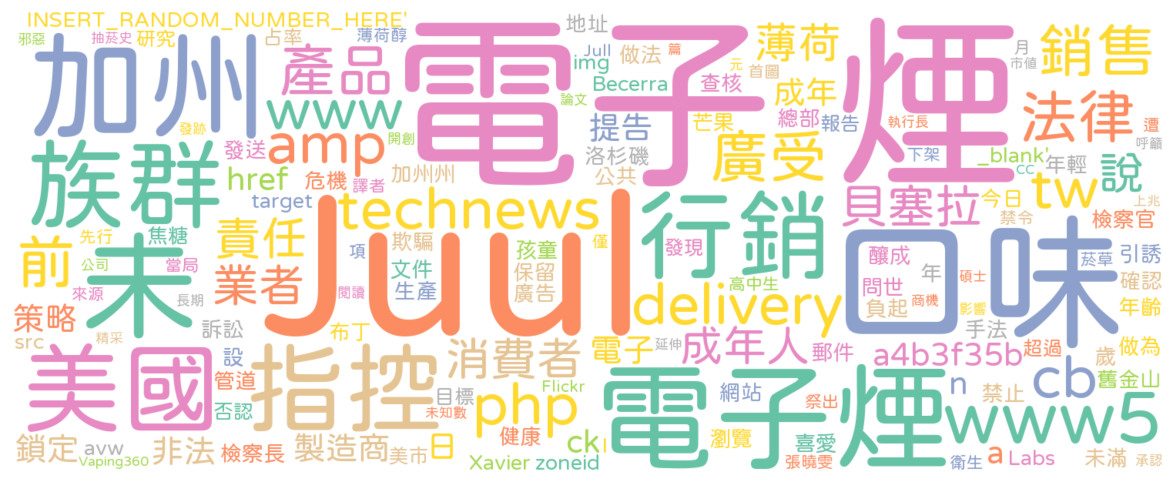 INSERT_RANDOM_NUMBER_HERE'
地址
邪惡
抽菸史
研究
占率
薄荷醇
電子煙
加州
產品
Jull
img
做法
篇
薄荷
月
市值
銷售
元
首圖
Becerra
查核
成年
www
論文
發跡
提告
芒果
總部
報告
執行長
法律
遭
呼籲
amp
開創
廣受
下架
_blank'
cc
年輕
族群
發送
洛杉磯
公共
說
href
危機
譯者
加州州
tw
上兆
target
technews
貝塞拉
今日
禁令
檢察官
前
先行
焦糖
責任
項
欺騙
僅
行銷
口味
未
Juul
孩童
發現
釀成
年
碩士
菸草
引誘
公司
當局
文件
保留
高中生
問世
確認
來源
長期
業者
閱讀
生產
廣告
delivery
負起
商機
影響
年齡
策略
訴訟
布丁
手法
src
精采
美國
設
指控
消費者
電子
延伸
成年人
郵件
a4b3f35b
超過
歲
做為
管道
目標
Flickr
電子煙
網站
n
cb
舊金山
否認
未知數
php
祭出
禁止
www5
鎖定
avw
非法
檢察長
製造商
美市
日
健康
ck
l
瀏覽
喜愛
a
Labs
未滿
承認
Vaping360
Xavier
zoneid
張曉雯
衛生